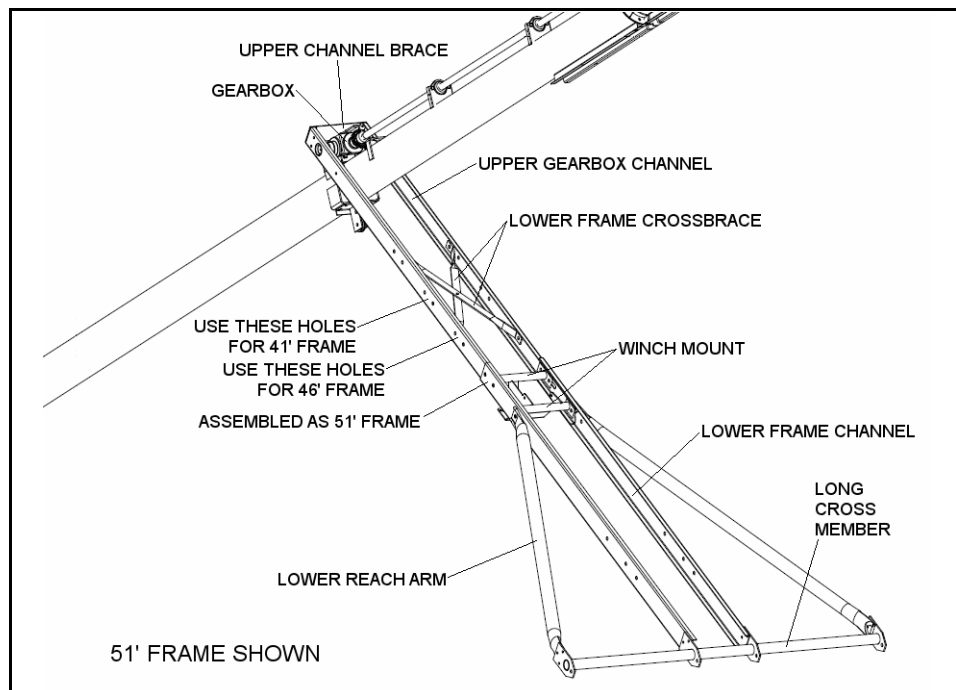 UPPER CHANNEL BRACE
GEARBOX
UPPER GEARBOX CHANNEL
LOWER FRAME CROSSBRACE
USE THESE HOLES
FOR 41' FRAME
WINCH MOUNT
USE THESE HOLES
FOR 46' FRAME
ASSEMBLED AS 51' FRAME
LOWER FRAME CHANNEL
LONG
CROSS
MEMBER
LOWER REACH ARM
51' FRAME SHOWN